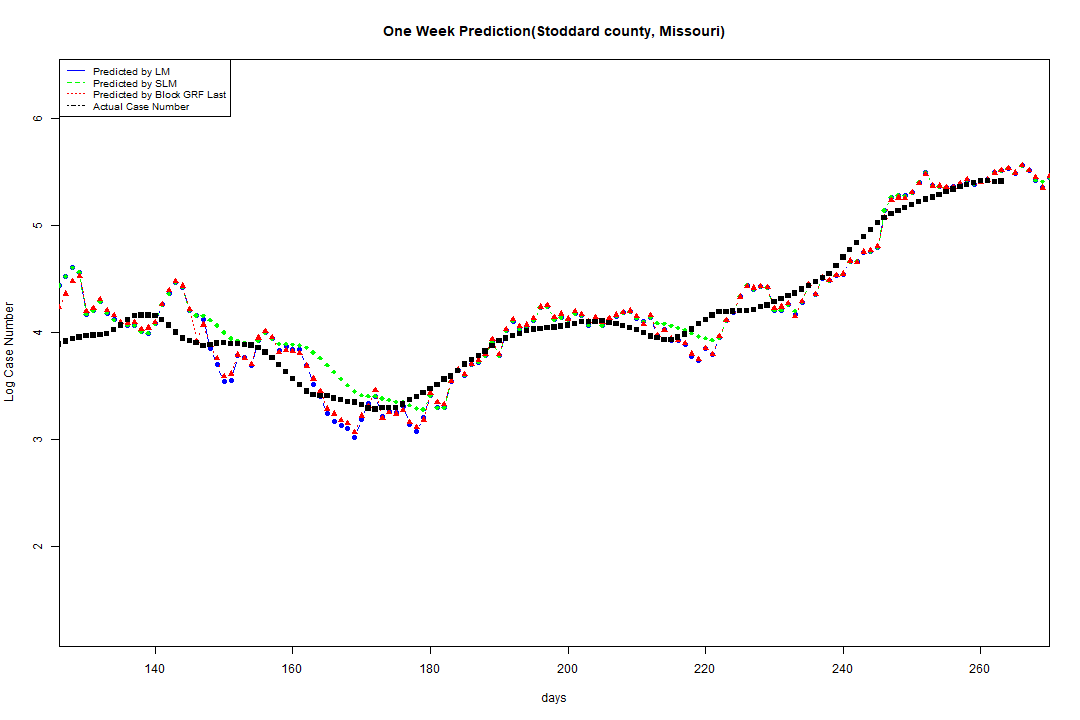 One Week Prediction(Stoddard county, Missouri)
Predicted by LM
Predicted by SLM
Predicted by Block GRF Last
Actual Case Number
6
5
4
3
2
Log Case Number
140 160 180 200 220 240 260
days